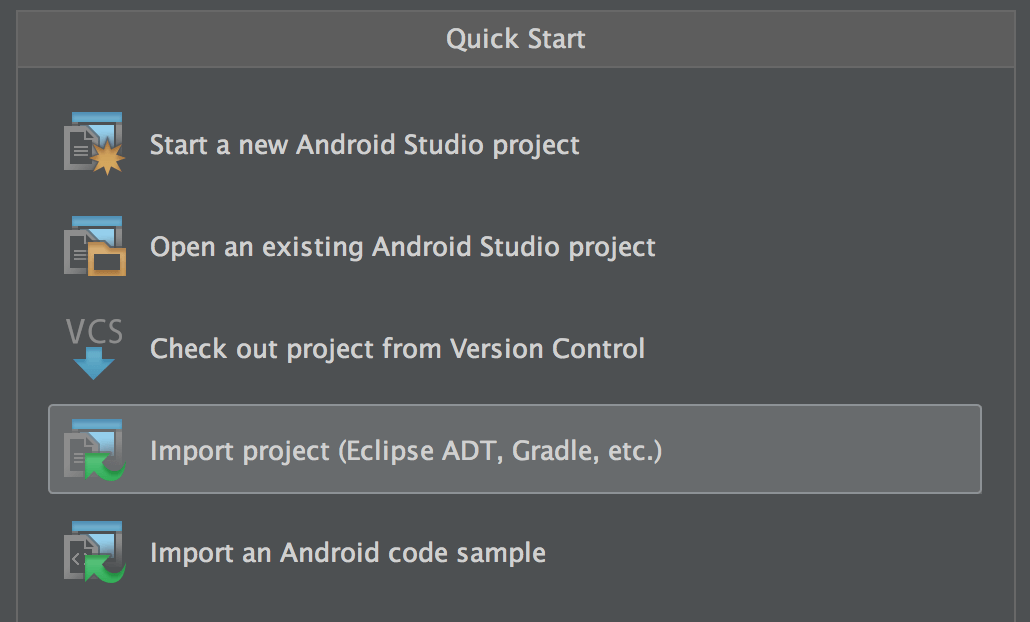 Quick Start
Start a new Android Studio project
Open an existing Android Studio project
VCS
Check out project from Version Control
Import project (Eclipse ADT, Gradle, etc.)
Import an Android code sample